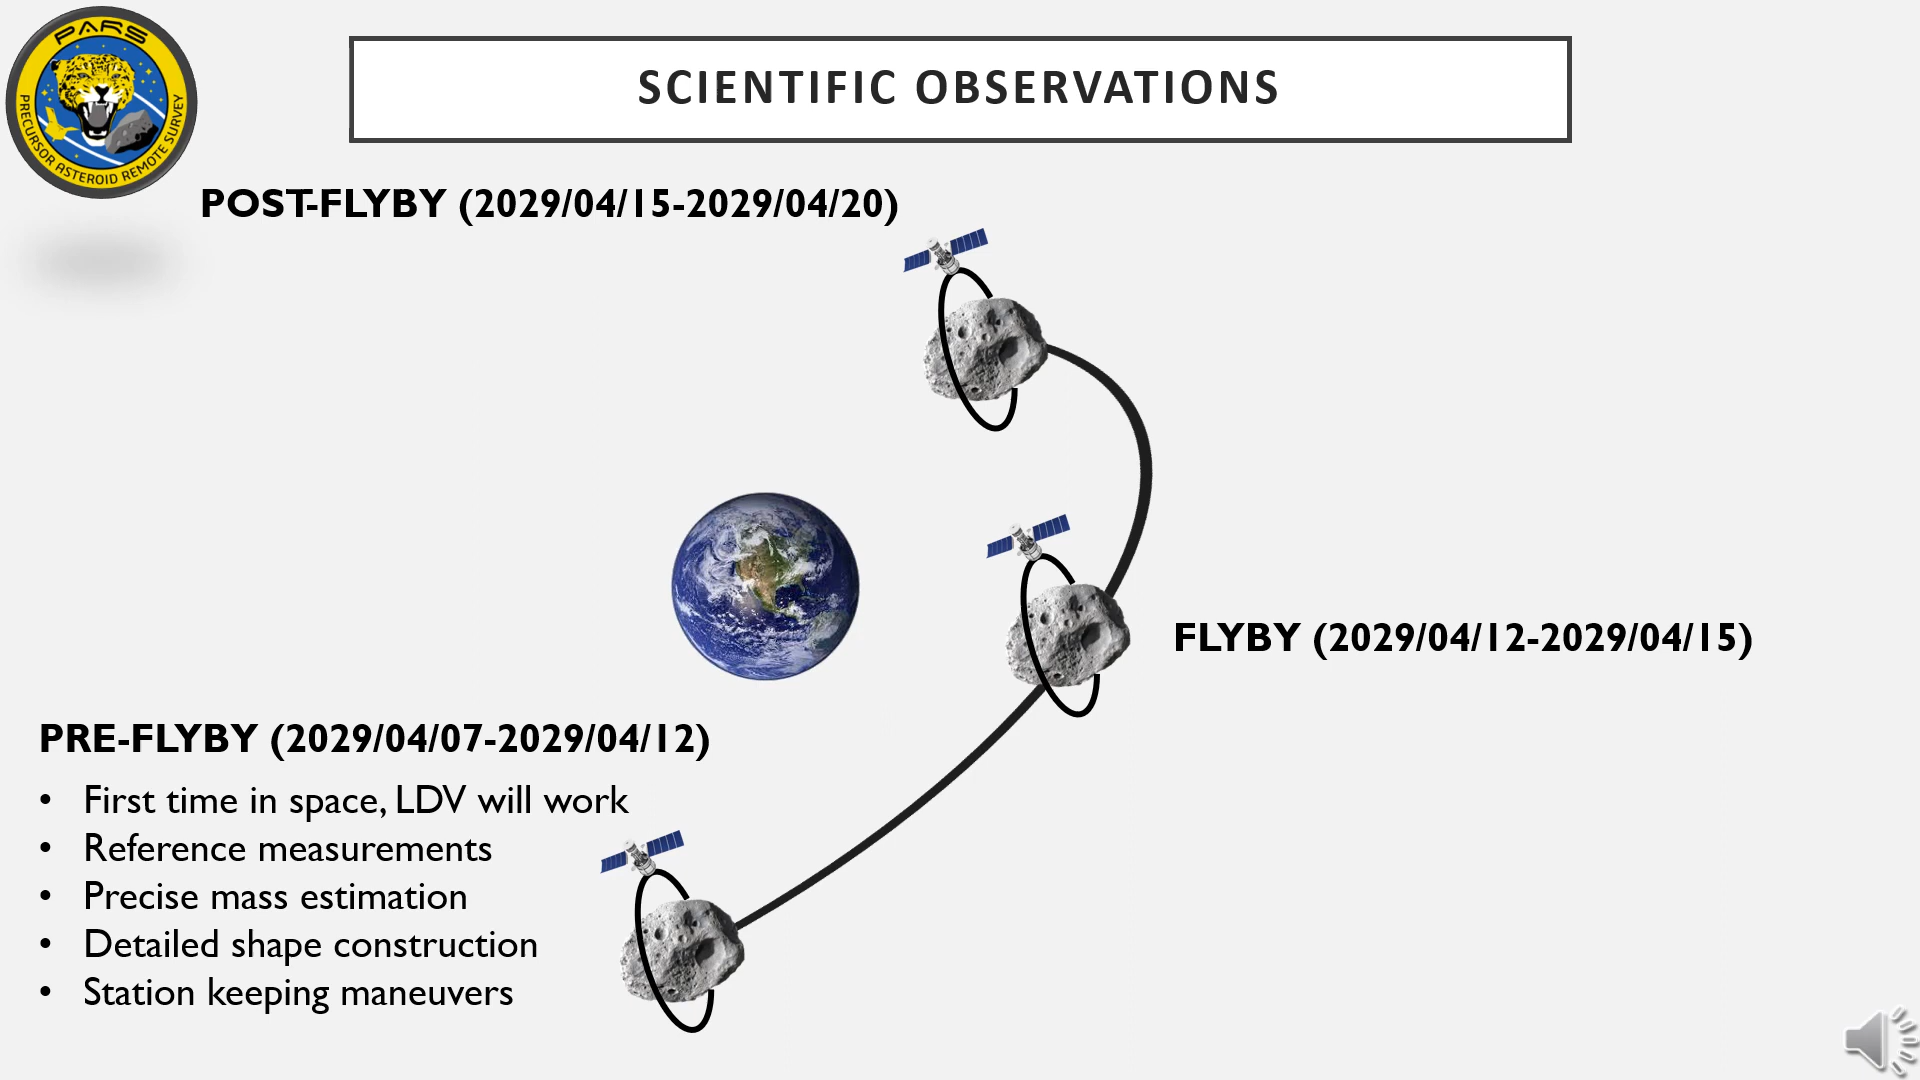 PARS
PRECURSOR ASTEROID REMOTE SURVEY
SCIENTIFIC OBSERVATIONS
POST-FLYBY (2029/04/15-2029/04/20)
FLYBY (2029/04/12-2029/04/15)
PRE-FLYBY (2029/04/07-2029/04/12)
• First time in space, LDV will work
• Reference measurements
• Precise mass estimation
• Detailed shape construction
• Station keeping maneuvers